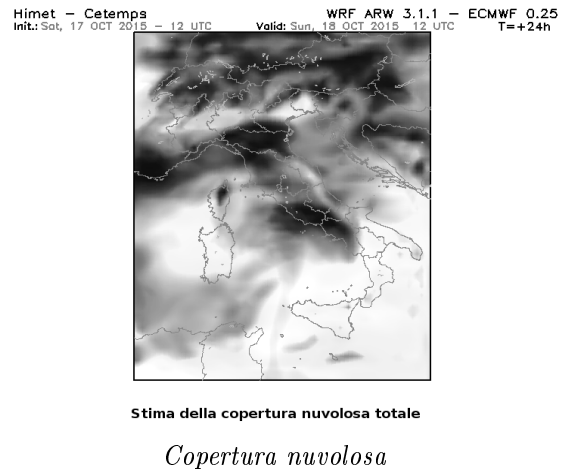 Himet – Cetemps WRF ARW 3.1.1 – ECMWF 0.25
Init.: Sat, 17 OCT 2015 – 12 UTC Valid: Sun, 18 OCT 2015 12 UTC T=+24h
Stima della copertura nuvolosa totale
Copertura nuvolosa